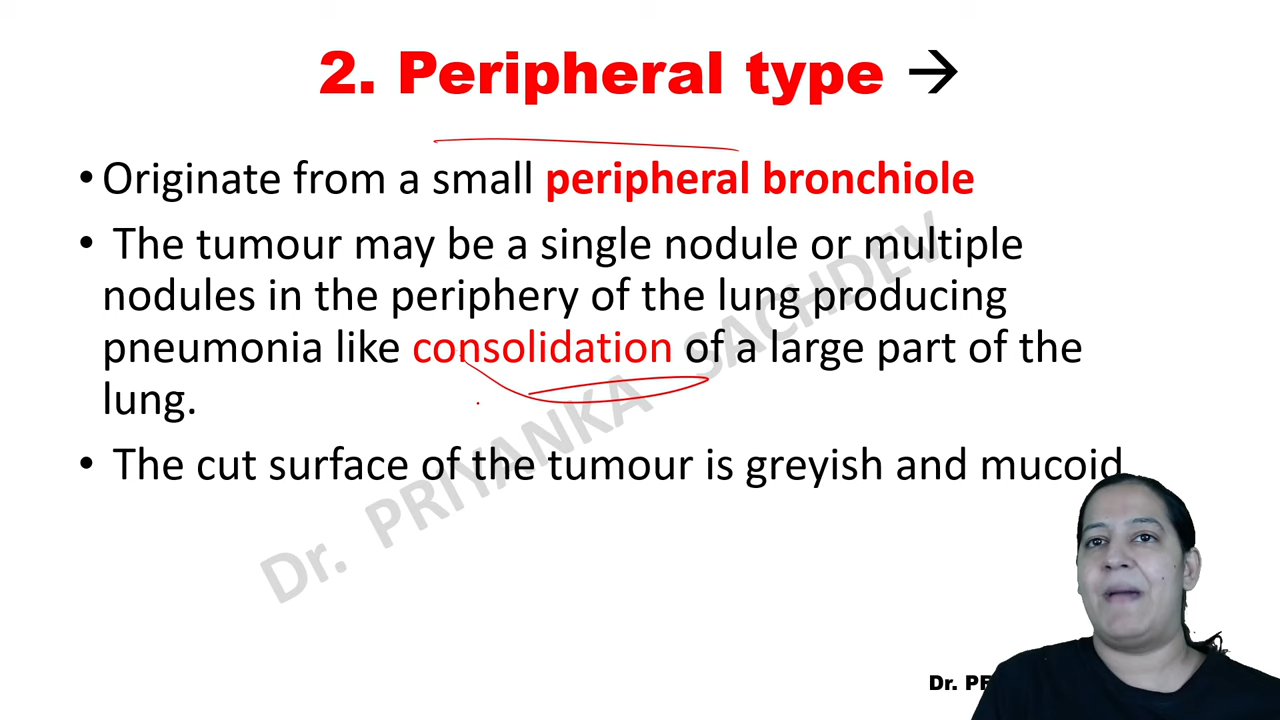 2. Peripheral type →
• Originate from a small peripheral bronchiole
• The tumour may be a single nodule or multiple
nodules in the periphery of the lung producing
pneumonia like consolidation of a large part of the
lung.
• The cut surface of the tumour is greyish and mucoid
Dr. PRIYANKA SACHDEV
Dr.